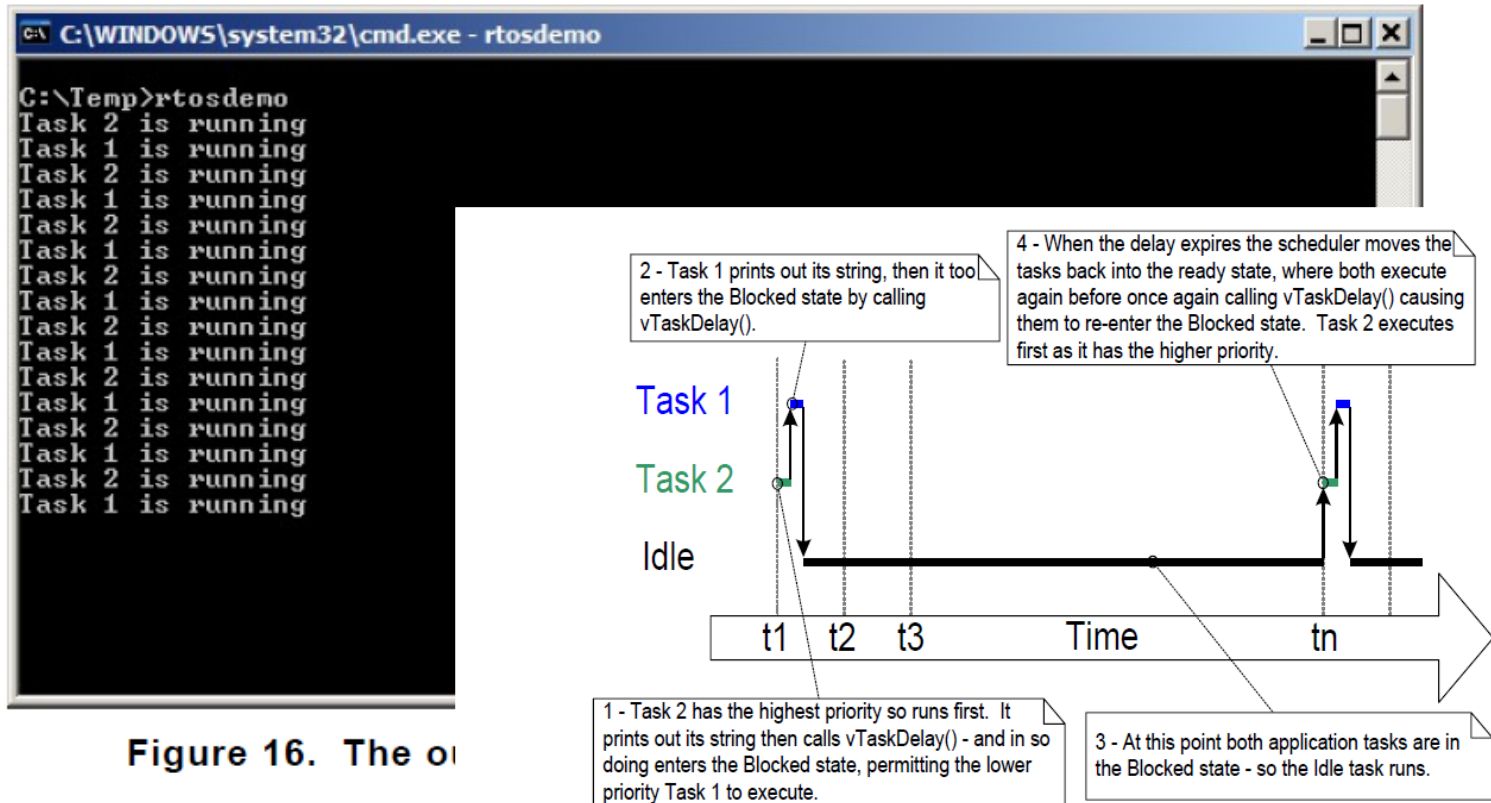 C:\WINDOWS\system32\cmd.exe - rtosdemo
C:\Temp>rtosdemo
Task 2 is running
Task 1 is running
Task 2 is running
Task 1 is running
Task 2 is running
Task 1 is running
Task 2 is running
Task 1 is running
Task 2 is running
Task 1 is running
Task 2 is running
Task 1 is running
Task 2 is running
Task 1 is running
Task 2 is running
Task 1 is running
2 - Task 1 prints out its string, then it too
enters the Blocked state by calling
vTaskDelay().
4 - When the delay expires the scheduler moves the
tasks back into the ready state, where both execute
again before once again calling vTaskDelay() causing
them to re-enter the Blocked state. Task 2 executes
first as it has the higher priority.
Task 1
Task 2
Idle
t1 t2 t3 Time tn
1 - Task 2 has the highest priority so runs first. It
prints out its string then calls vTaskDelay() - and in so
doing enters the Blocked state, permitting the lower
priority Task 1 to execute.
3 - At this point both application tasks are in
the Blocked state - so the Idle task runs.
Figure 16. The